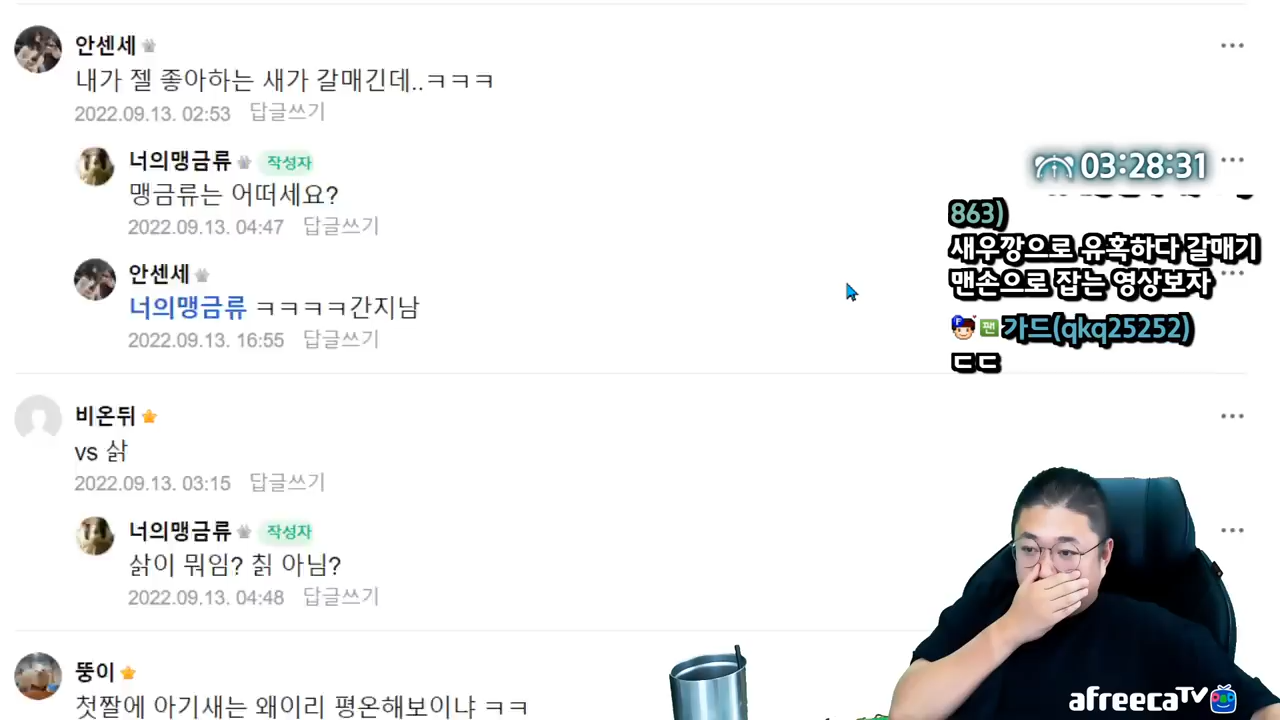 안센세
내가 젤 좋아하는 새가 갈매긴데..ㅋㅋㅋ
2022.09.13. 02:53 답글쓰기
너의맹금류 작성자
맹금류는 어떠세요?
2022.09.13. 04:47 답글쓰기
안센세
너의맹금류 ㅋㅋㅋㅋ간지남
2022.09.13. 16:55 답글쓰기
비온뒤
vs 삵
2022.09.13. 03:15 답글쓰기
너의맹금류 작성자
삵이 뭐임? 칡 아님?
2022.09.13. 04:48 답글쓰기
뚱이
첫짤에 아기새는 왜이리 평온해보이냐 ㅋㅋ
03:28:31
863)
새우깡으로 유혹하다 갈매기
맨손으로 잡는 영상보자
F 팬 가드(qkq25252)
ㄷㄷ
afreecaTV